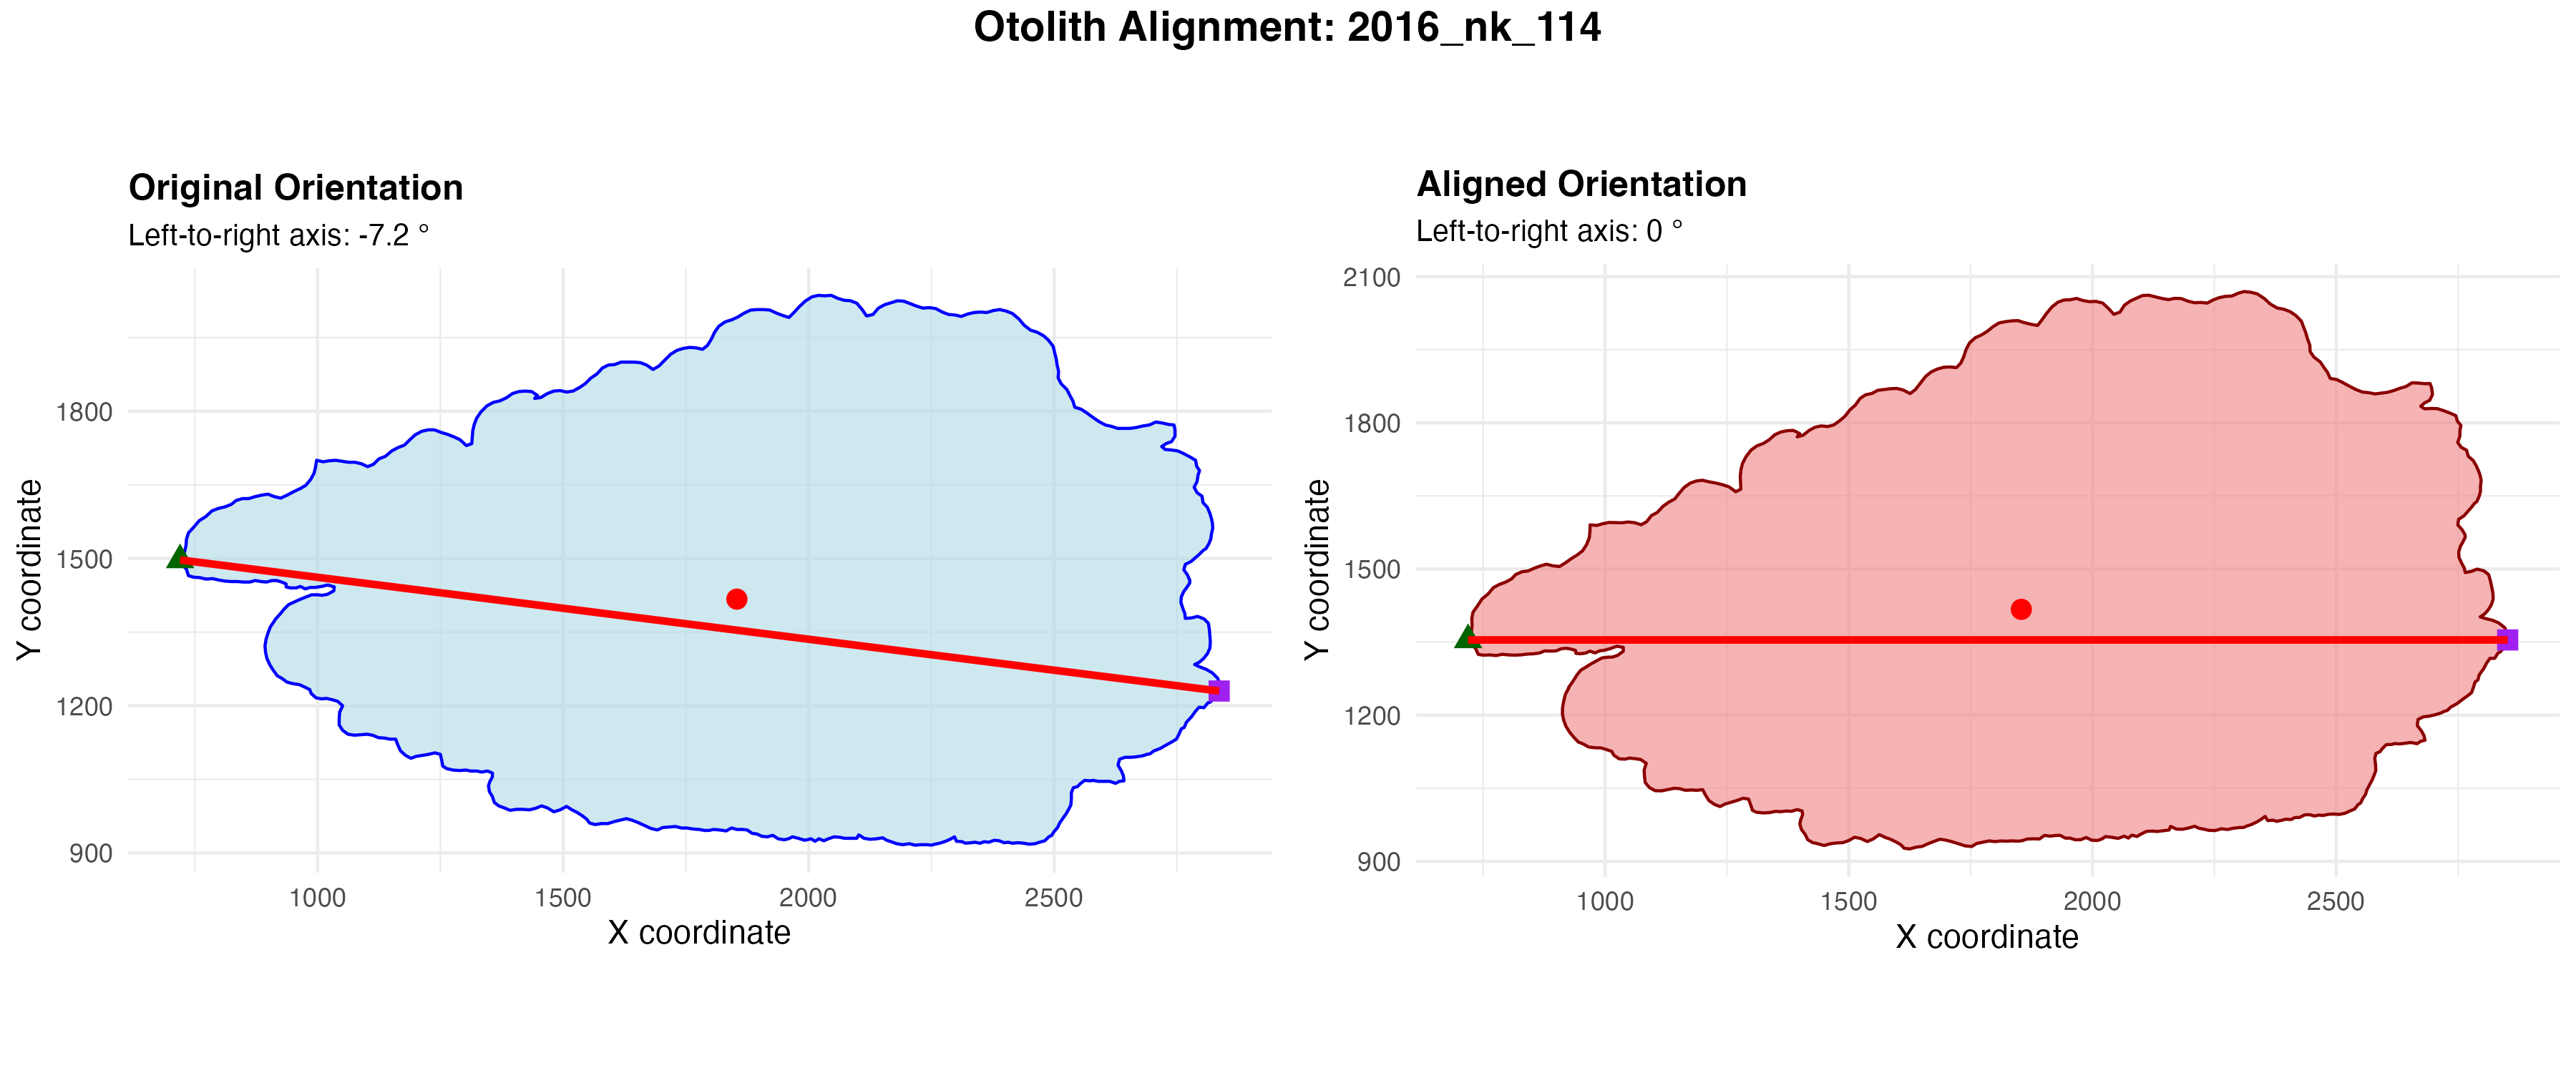 Otolith Alignment: 2016_nk_114
Original Orientation
Left-to-right axis: -7.2 °
Y coordinate
1800
1500
1200
900
1000
1500
2000
2500
X coordinate
Aligned Orientation
Left-to-right axis: 0 °
Y coordinate
2100
1800
1500
1200
900
1000
1500
2000
2500
X coordinate